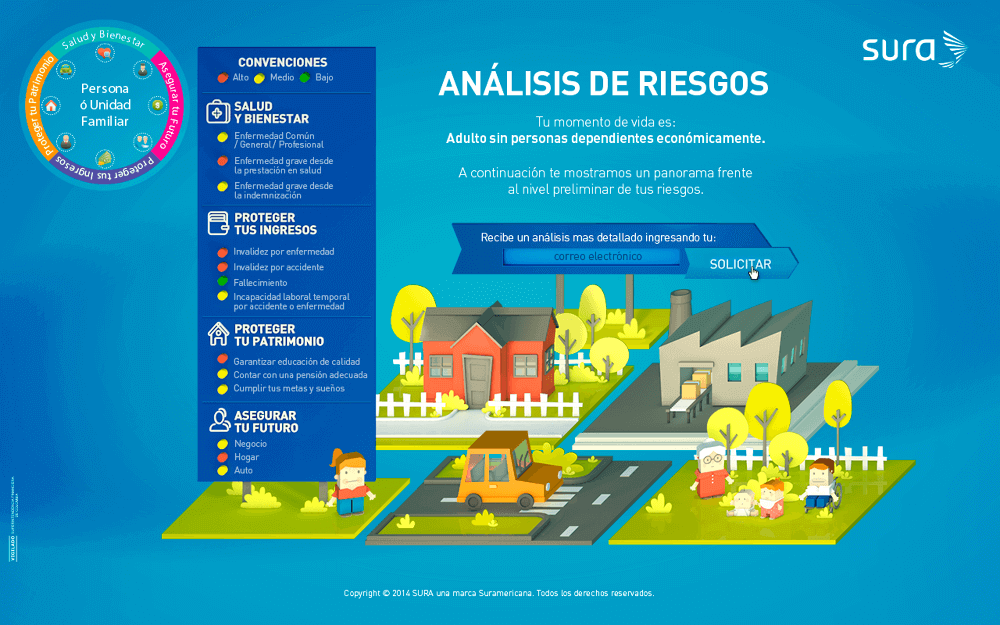 Salud y Bienestar
Asegurar tu Futuro
Proteger tus Ingresos
Proteger tu Patrimonio
Persona
ó Unidad
Familiar
CONVENCIONES
Alto Medio Bajo
SALUD
Y BIENESTAR
Enfermedad Común
/ General / Profesional
Enfermedad grave desde
la prestación en salud
Enfermedad grave desde
la indemnización
PROTEGER
TUS INGRESOS
Invalidez por enfermedad
Invalidez por accidente
Fallecimiento
Incapacidad laboral temporal
por accidente o enfermedad
PROTEGER
TU PATRIMONIO
Garantizar educación de calidad
Contar con una pensión adecuada
Cumplir tus metas y sueños
ASEGURAR
TU FUTURO
Negocio
Hogar
Auto
sura
ANÁLISIS DE RIESGOS
Tu momento de vida es:
Adulto sin personas dependientes económicamente.
A continuación te mostramos un panorama frente
al nivel preliminar de tus riesgos.
Recibe un análisis mas detallado ingresando tu:
correo electrónico
SOLICITAR
VIGILADO SUPERINTENDENCIA FINANCIERA
DE COLOMBIA
Copyright © 2014 SURA una marca Suramericana. Todos los derechos reservados.